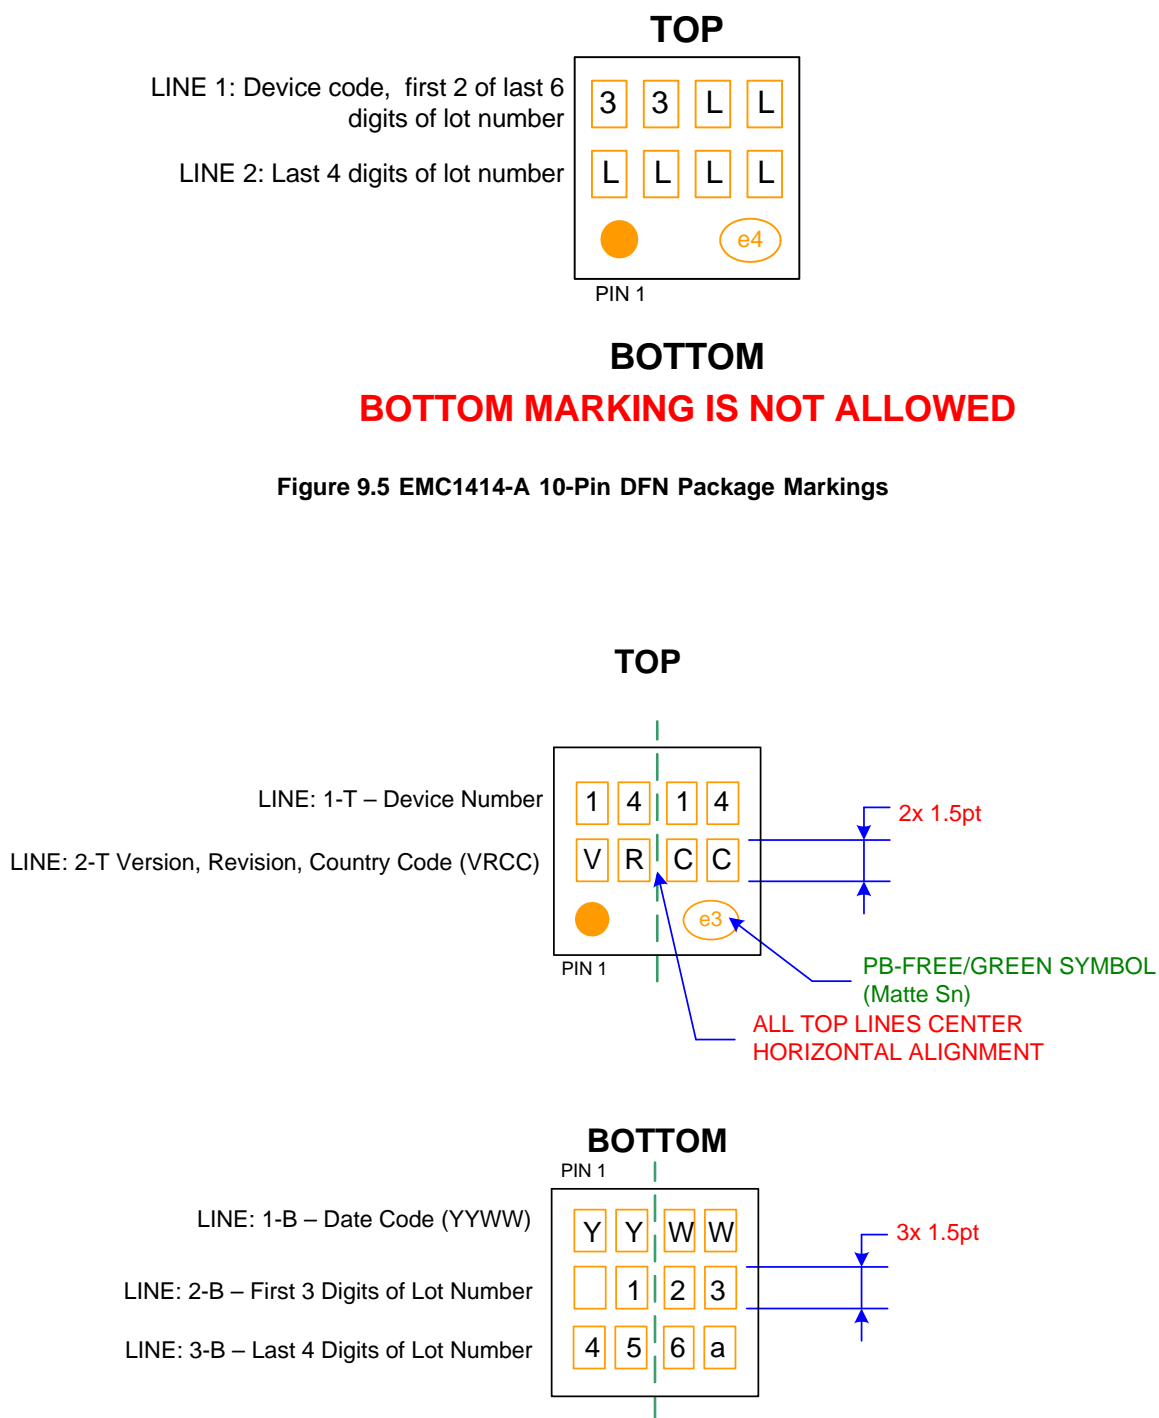 TOP
LINE 1: Device code, first 2 of last 6
digits of lot number
3 3 L L
LINE 2: Last 4 digits of lot number
L L L L
e4
PIN 1
BOTTOM
BOTTOM MARKING IS NOT ALLOWED
Figure 9.5 EMC1414-A 10-Pin DFN Package Markings
TOP
LINE: 1-T – Device Number
1 4 1 4
2x 1.5pt
LINE: 2-T Version, Revision, Country Code (VRCC)
V R C C
e3
PIN 1
PB-FREE/GREEN SYMBOL
(Matte Sn)
ALL TOP LINES CENTER
HORIZONTAL ALIGNMENT
BOTTOM
PIN 1
LINE: 1-B – Date Code (YYWW)
Y Y W W
3x 1.5pt
LINE: 2-B – First 3 Digits of Lot Number
1 2 3
LINE: 3-B – Last 4 Digits of Lot Number
4 5 6 a